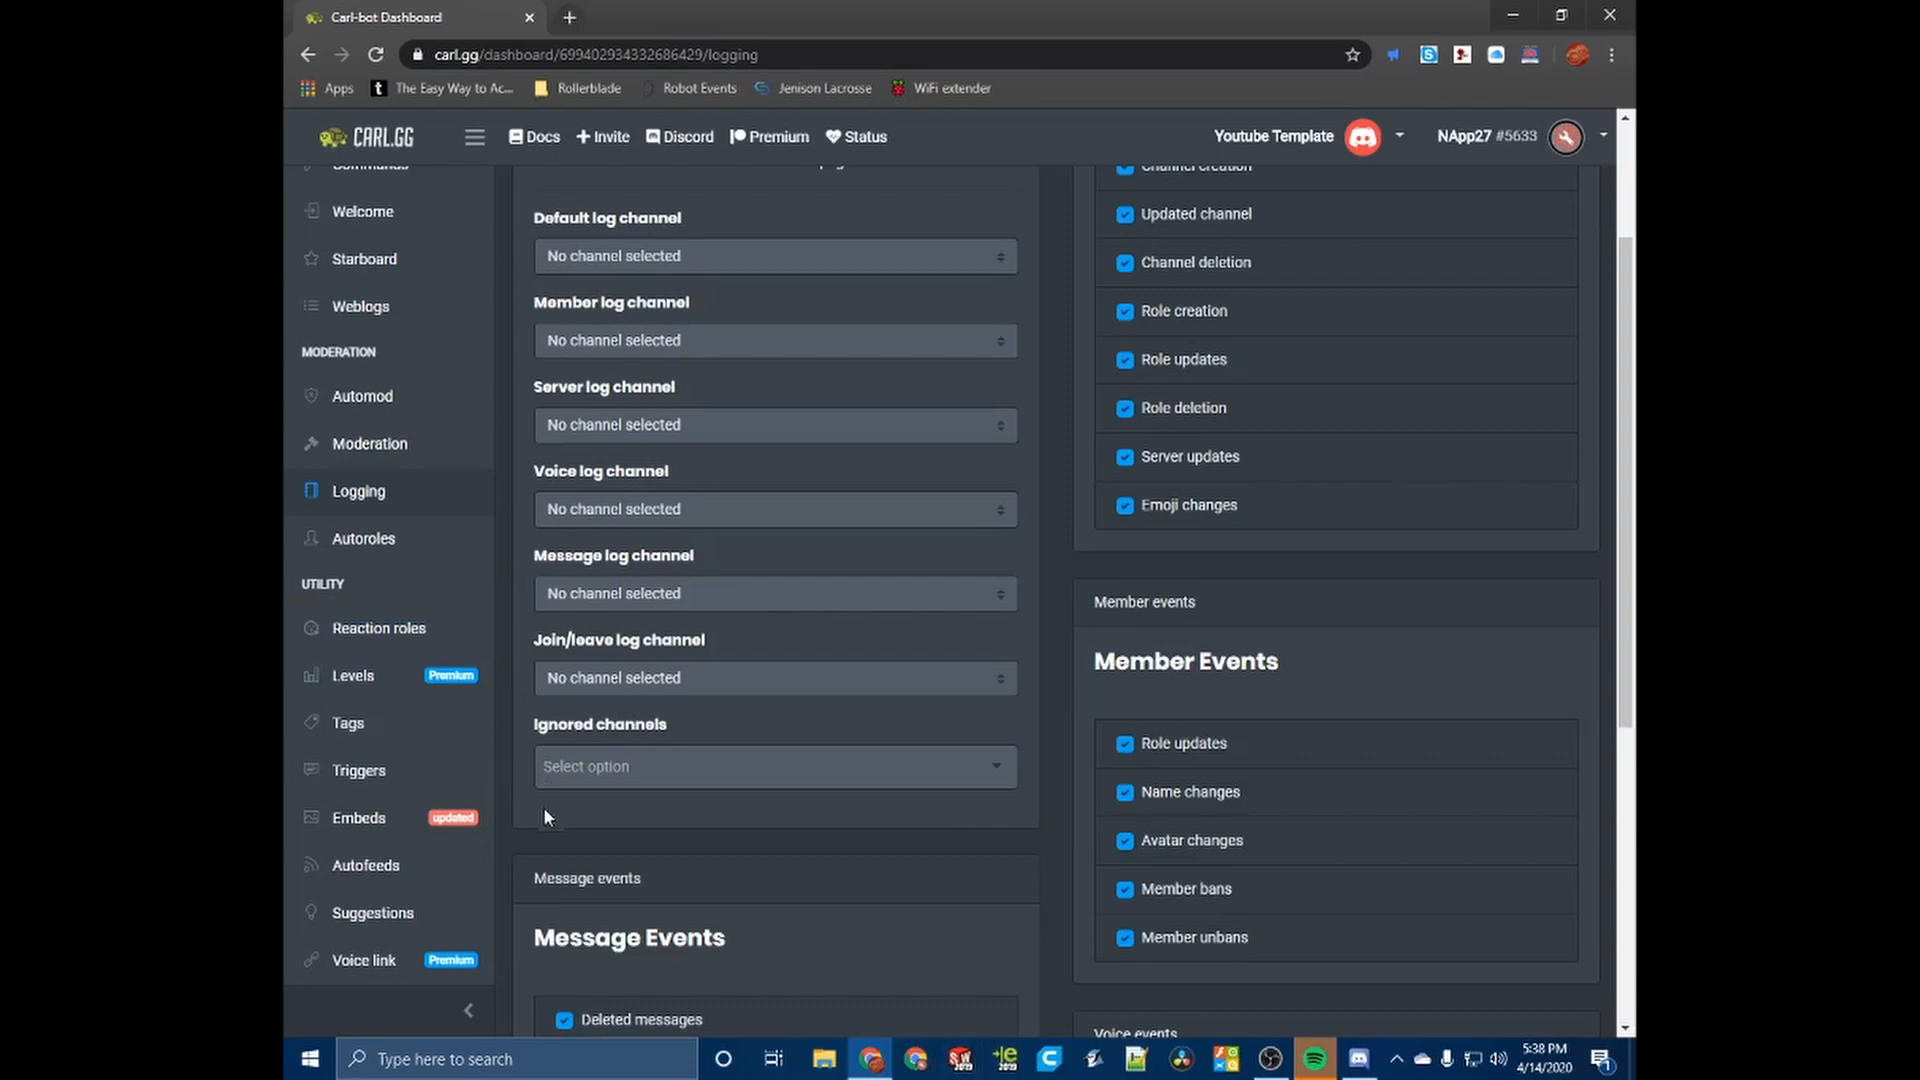 Carl-bot Dashboard
carl.gg/dashboard/699402934332686429/logging
Apps
The Easy Way to Ac...
Rollerblade
Robot Events
Jenison Lacrosse
WiFi extender
CARL.GG
Docs
Invite
Discord
Premium
Status
Youtube Template
NApp27 #5633
Commands
Welcome
Starboard
Weblogs
MODERATION
Automod
Moderation
Logging
Autoroles
UTILITY
Reaction roles
Levels
Premium
Tags
Triggers
Embeds
updated
Autofeeds
Suggestions
Voice link
Premium
Default log channel
No channel selected
Member log channel
No channel selected
Server log channel
No channel selected
Voice log channel
No channel selected
Message log channel
No channel selected
Join/leave log channel
No channel selected
Ignored channels
Select option
Message events
Message Events
Deleted messages
Channel creation
Updated channel
Channel deletion
Role creation
Role updates
Role deletion
Server updates
Emoji changes
Member events
Member Events
Role updates
Name changes
Avatar changes
Member bans
Member unbans
Voice events
Type here to search
5:38 PM
4/14/2020